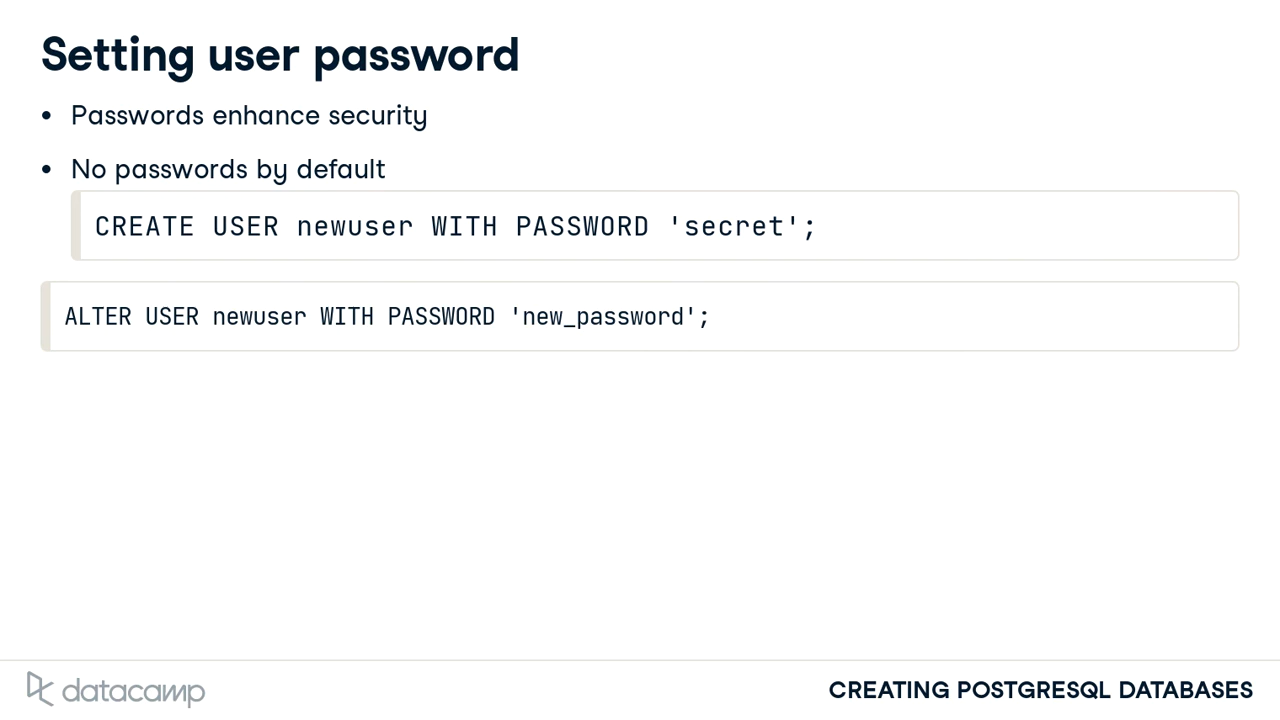 Setting user password
• Passwords enhance security
• No passwords by default
CREATE USER newuser WITH PASSWORD 'secret';
ALTER USER newuser WITH PASSWORD 'new_password';
datacamp
CREATING POSTGRESQL DATABASES